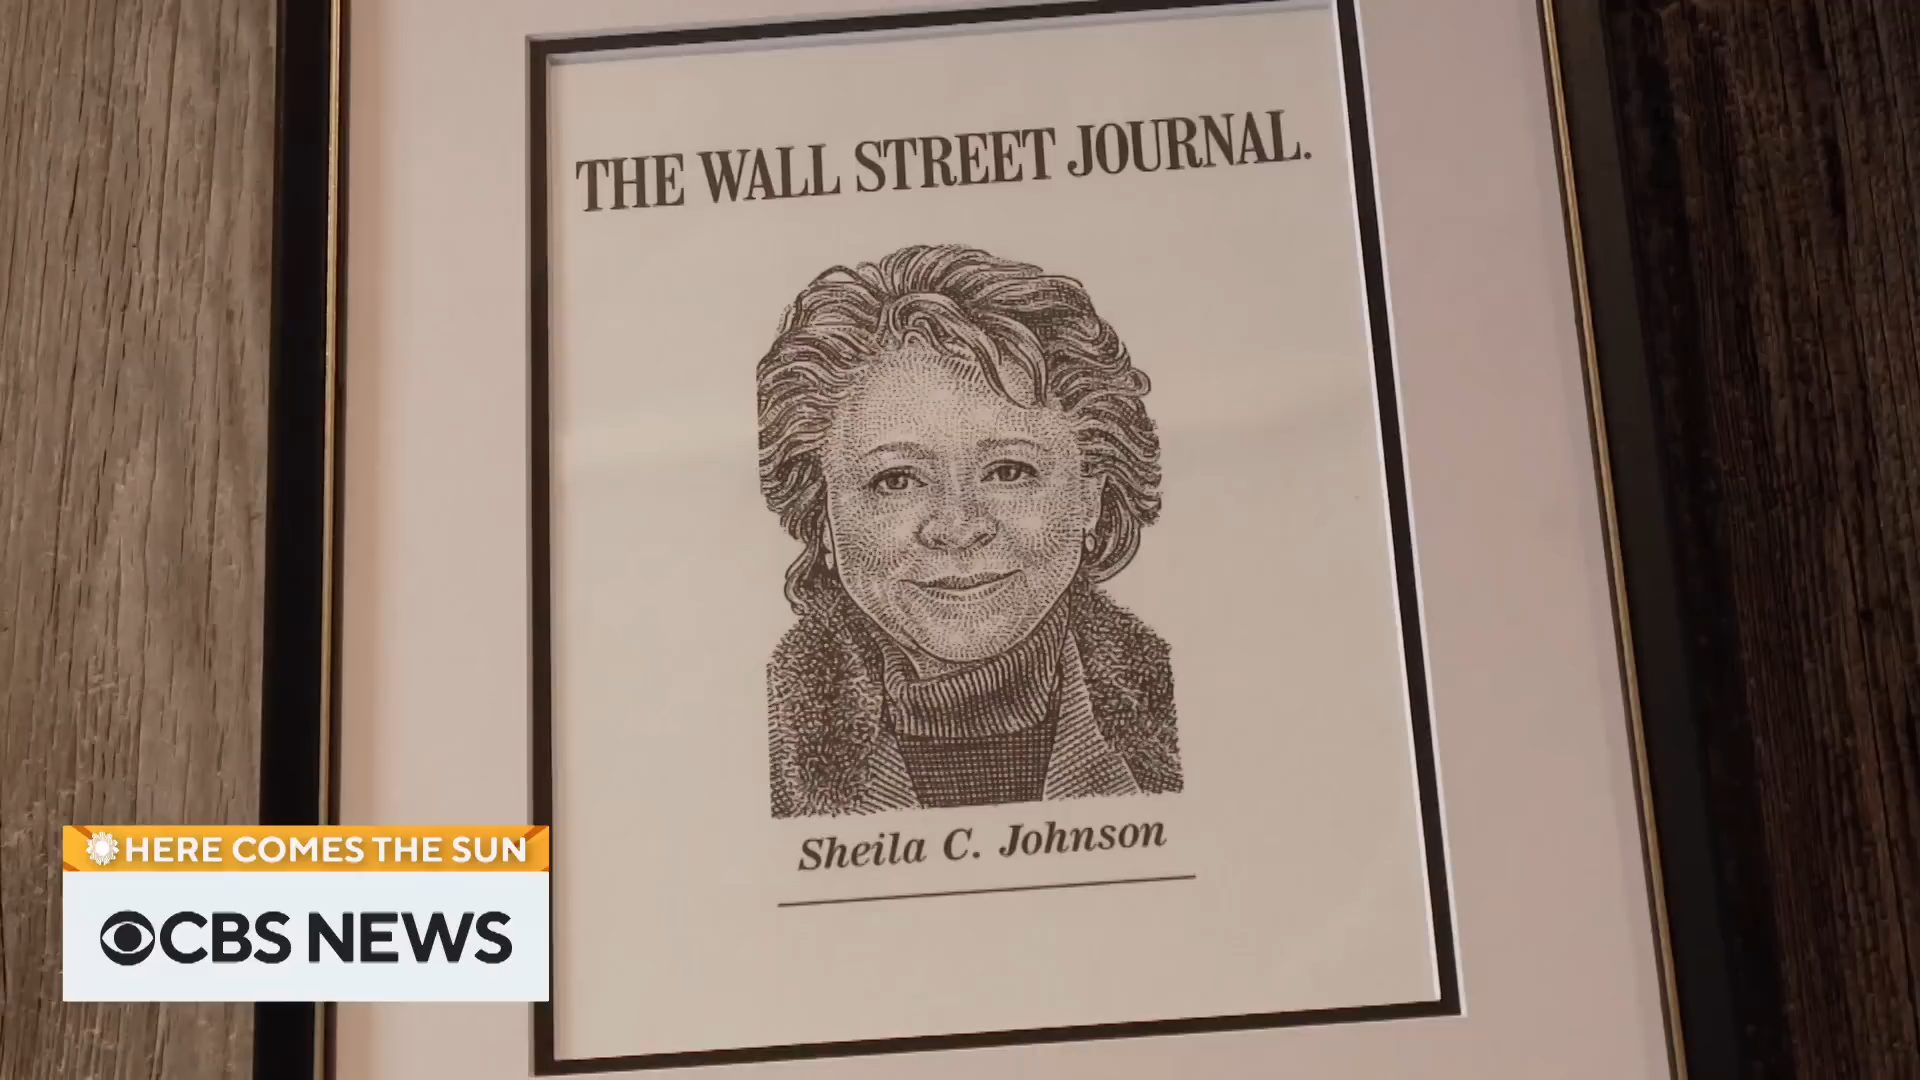 THE WALL STREET JOURNAL.
Sheila C. Johnson
HERE COMES THE SUN
CBS NEWS